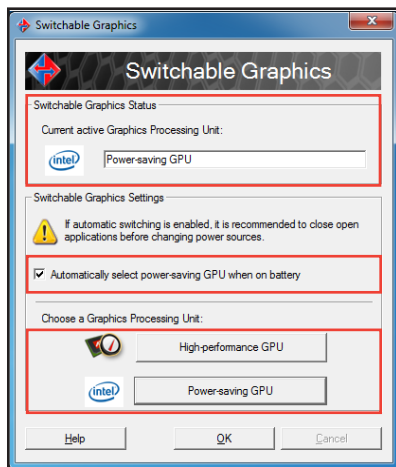 Switchable Graphics
Switchable Graphics
Switchable Graphics Status
Current active Graphics Processing Unit:
intel
Power-saving GPU
Switchable Graphics Settings
If automatic switching is enabled, it is recommended to close open
applications before changing power sources.
Automatically select power-saving GPU when on battery
Choose a Graphics Processing Unit:
High-performance GPU
intel
Power-saving GPU
Help
OK
Cancel